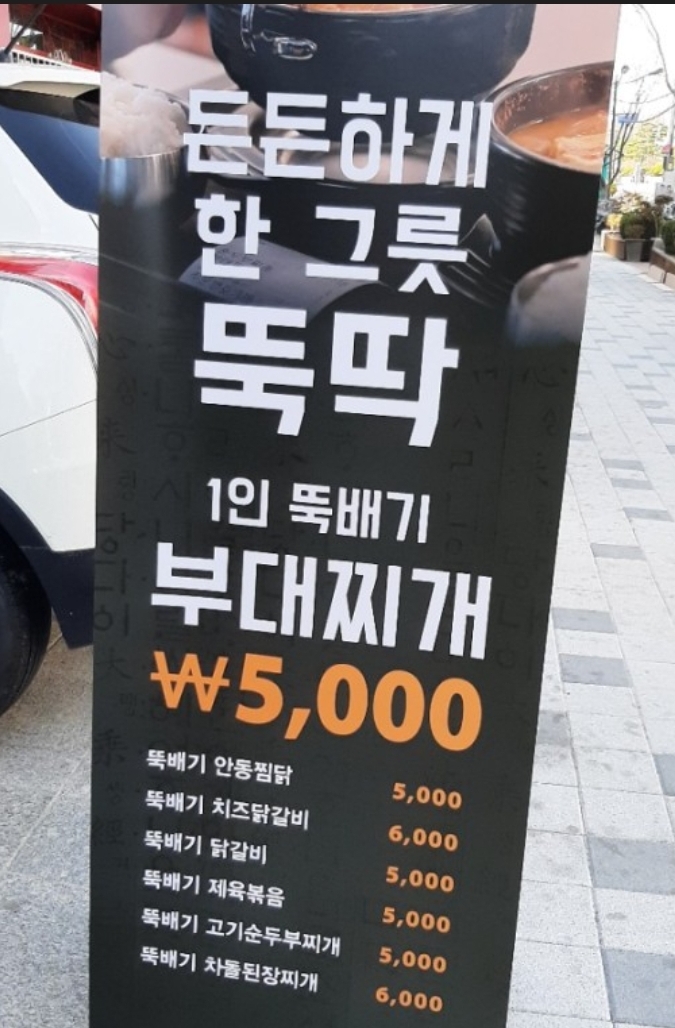 든든하게
한 그릇
뚝딱
1인 뚝배기
부대찌개
₩5,000
뚝배기 안동찜닭 5,000
뚝배기 치즈닭갈비 6,000
뚝배기 닭갈비 5,000
뚝배기 제육볶음 5,000
뚝배기 고기순두부찌개 5,000
뚝배기 차돌된장찌개 6,000